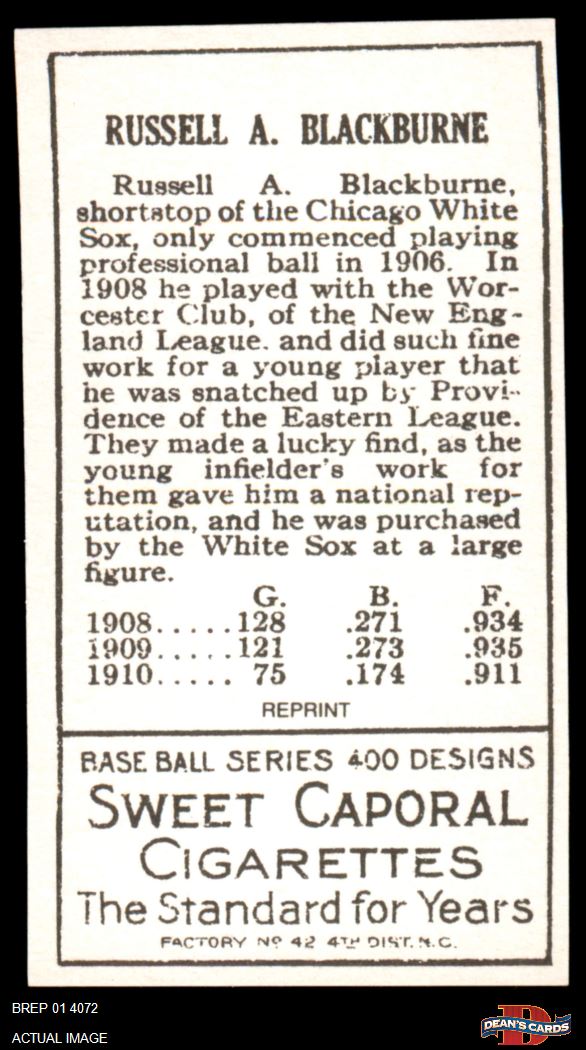 RUSSELL A. BLACKBURNE
Russell A. Blackburne,
shortstop of the Chicago White
Sox, only commenced playing
professional ball in 1906. In
1908 he played with the Wor-
cester Club, of the New Eng-
land League. and did such fine
work for a young player that
he was snatched up by Provi-
dence of the Eastern League.
They made a lucky find, as the
young infielder's work for
them gave him a national rep-
utation, and he was purchased
by the White Sox at a large
figure.
G. B. F.
1908.....128 .271 .934
1909.....121 .273 .935
1910..... 75 .174 .911
REPRINT
BASE BALL SERIES 400 DESIGNS
SWEET CAPORAL
CIGARETTES
The Standard for Years
FACTORY Nº 42 4TH DIST. N.C.
BREP 01 4072
ACTUAL IMAGE
D
DEAN'S CARDS